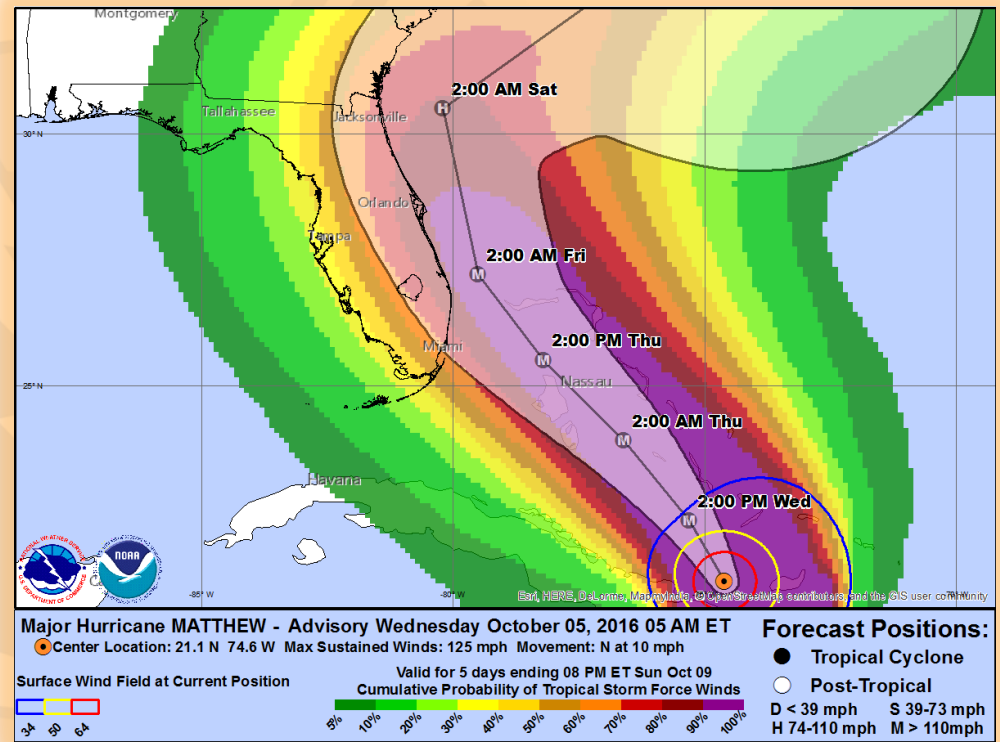 Montgomery
2:00 AM Sat
Tallahassee
Jacksonville
30° N
Orlando
Tampa
2:00 AM Fri
2:00 PM Thu
Miami
Nassau
25° N
2:00 AM Thu
Havana
2:00 PM Wed
NATIONAL WEATHER SERVICE
U.S. DEPARTMENT OF COMMERCE
NOAA
-85° W
-80° W
Esri, HERE, DeLorme, MapmyIndia, © OpenStreetMap contributors, and the GIS user community
Major Hurricane MATTHEW - Advisory Wednesday October 05, 2016 05 AM ET
Center Location: 21.1 N 74.6 W Max Sustained Winds: 125 mph Movement: N at 10 mph
Surface Wind Field at Current Position
34 50 64
Valid for 5 days ending 08 PM ET Sun Oct 09
Cumulative Probability of Tropical Storm Force Winds
5% 10% 20% 30% 40% 50% 60% 70% 80% 90% 100%
Forecast Positions:
Tropical Cyclone
Post-Tropical
D < 39 mph S 39-73 mph
H 74-110 mph M > 110mph
H
M
M
M
M